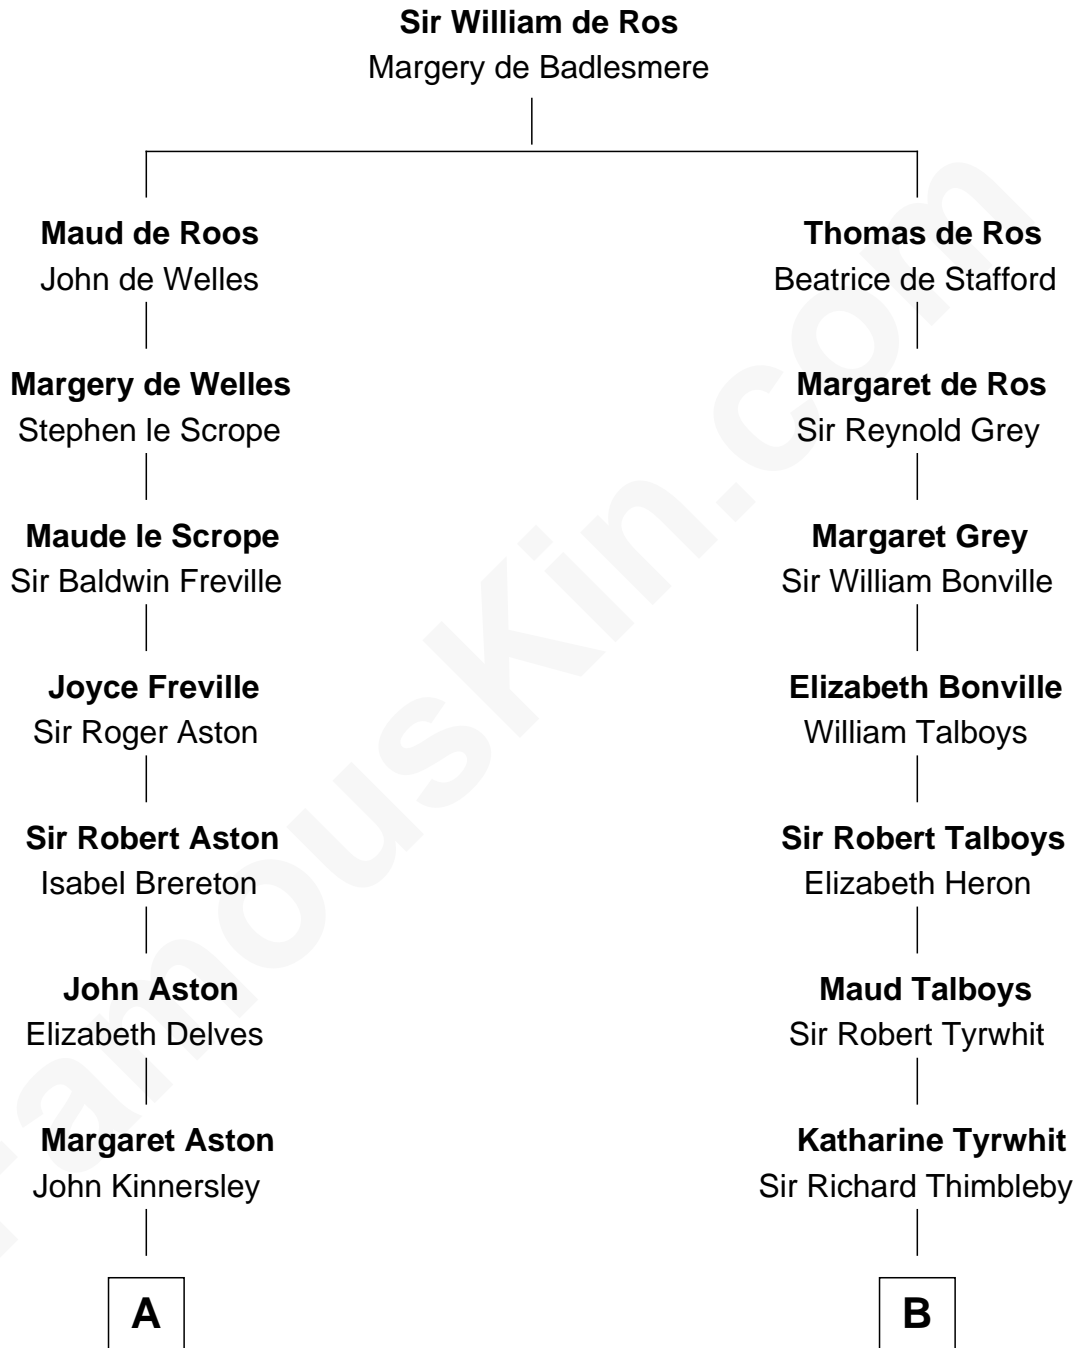 Sir William de Ros
Margery de Badlesmere
Maud de Roos
John de Welles
Margery de Welles
Stephen le Scrope
Maude le Scrope
Sir Baldwin Freville
Joyce Freville
Sir Roger Aston
Sir Robert Aston
Isabel Brereton
John Aston
Elizabeth Delves
Margaret Aston
John Kinnersley
A
Thomas de Ros
Beatrice de Stafford
Margaret de Ros
Sir Reynold Grey
Margaret Grey
Sir William Bonville
Elizabeth Bonville
William Talboys
Sir Robert Talboys
Elizabeth Heron
Maud Talboys
Sir Robert Tyrwhit
Katharine Tyrwhit
Sir Richard Thimbleby
B
FamousKin.com